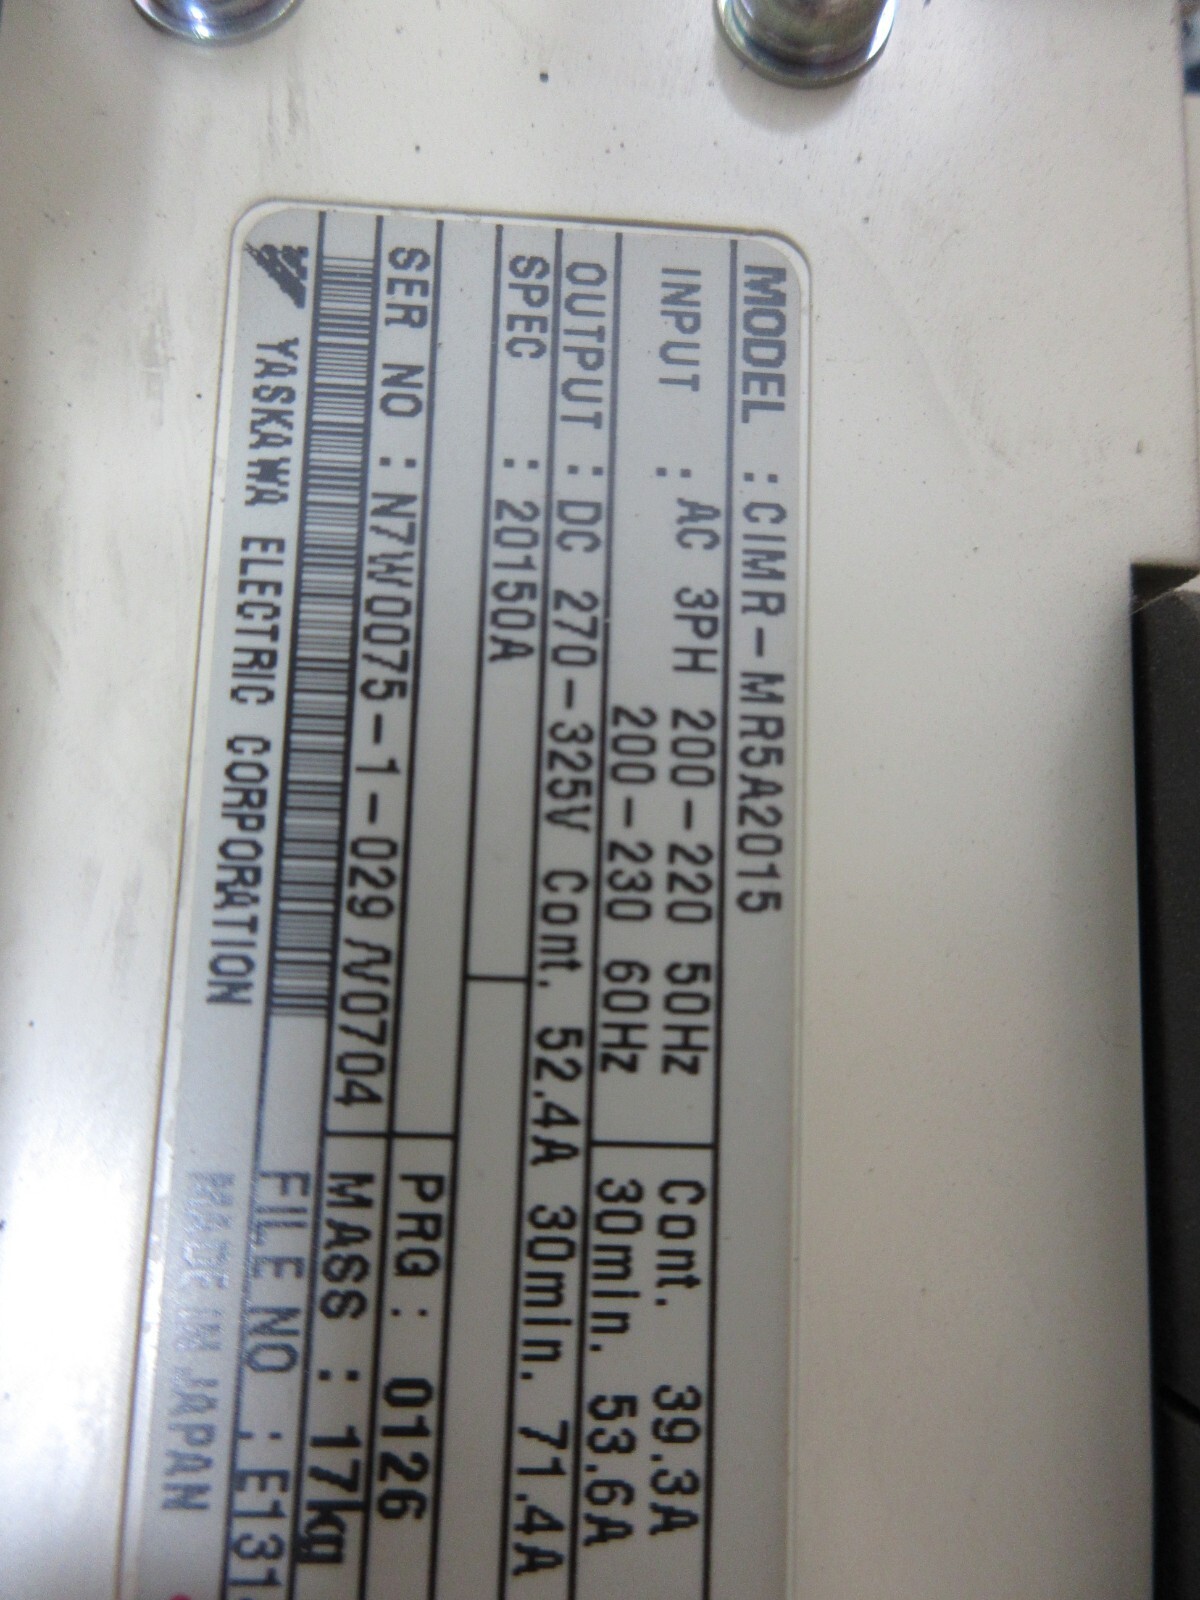 MODEL : CIMR-MR5A2015
INPUT : AC 3PH 200-220 50Hz Cont. 39.3A
200-230 60Hz 30min. 53.6A
OUTPUT : DC 270-325V Cont. 52.4A 30min. 71.4A
SPEC : 20150A
PRG : 0126
SER NO : N7W0075-1-029 /V0704 MASS : 17kg
FILE NO : E131
YASKAWA ELECTRIC CORPORATION MADE IN JAPAN